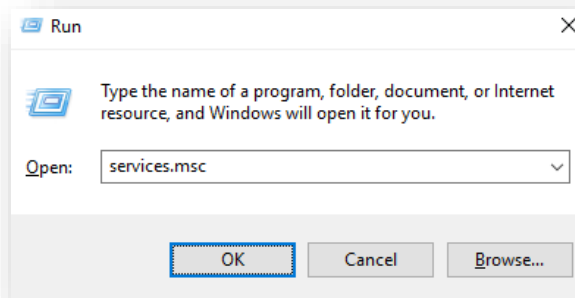 Run
Type the name of a program, folder, document, or Internet
resource, and Windows will open it for you.
Open: services.msc
OK Cancel Browse...